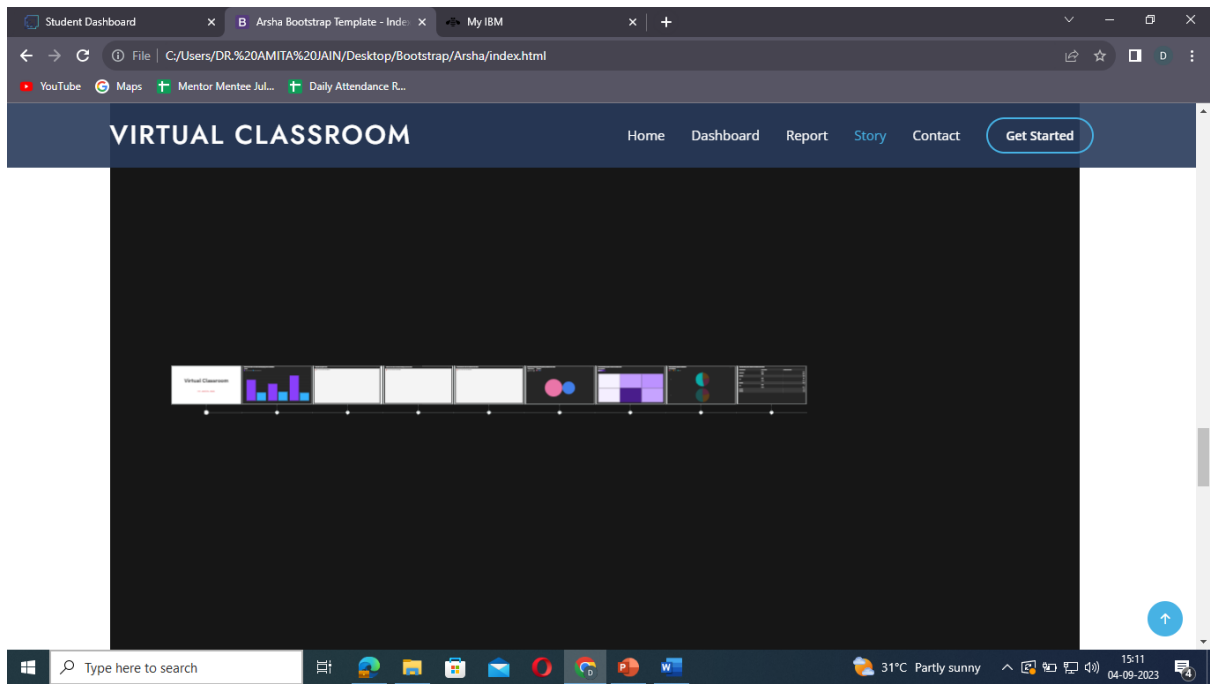 Student Dashboard
Arsha Bootstrap Template - Index
My IBM
File
C:/Users/DR.%20AMITA%20JAIN/Desktop/Bootstrap/Arsha/index.html
D
YouTube
Maps
Mentor Mentee Jul...
Daily Attendance R...
VIRTUAL CLASSROOM
Home
Dashboard
Report
Story
Contact
Get Started
Virtual Classroom
Type here to search
31°C Partly sunny
15:11
04-09-2023
4